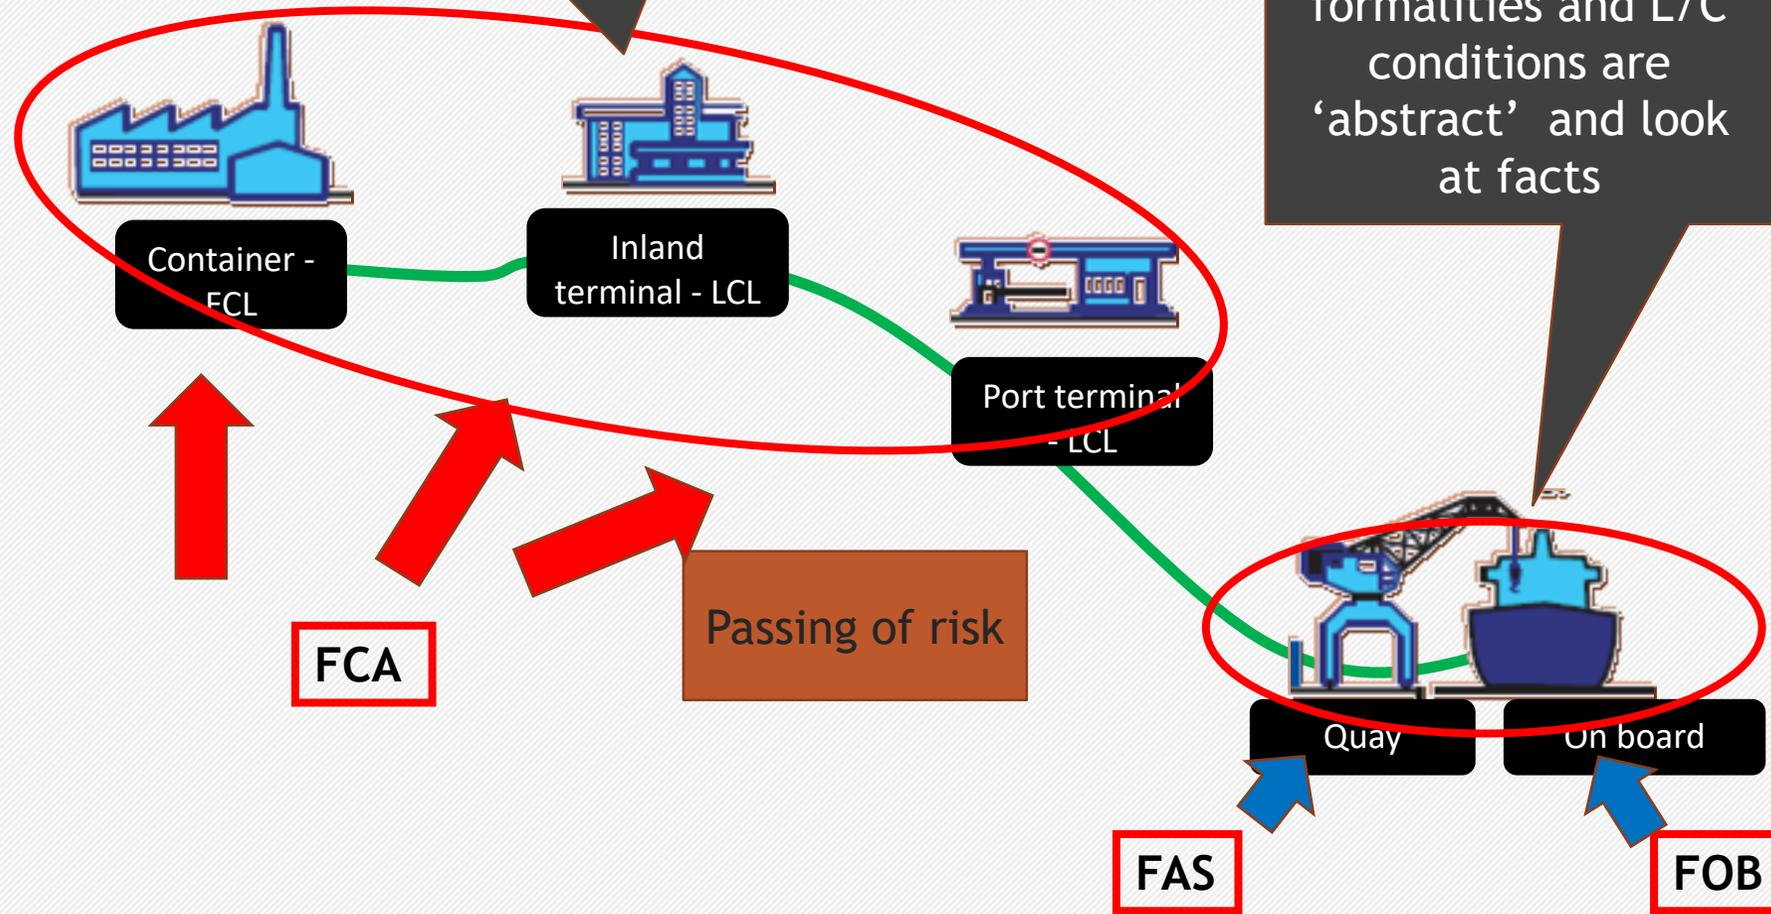 formalities and L/C
conditions are
‘abstract’ and look
at facts
Container -
FCL
Inland
terminal - LCL
Port terminal
- LCL
Passing of risk
FCA
Quay
On board
FAS
FOB